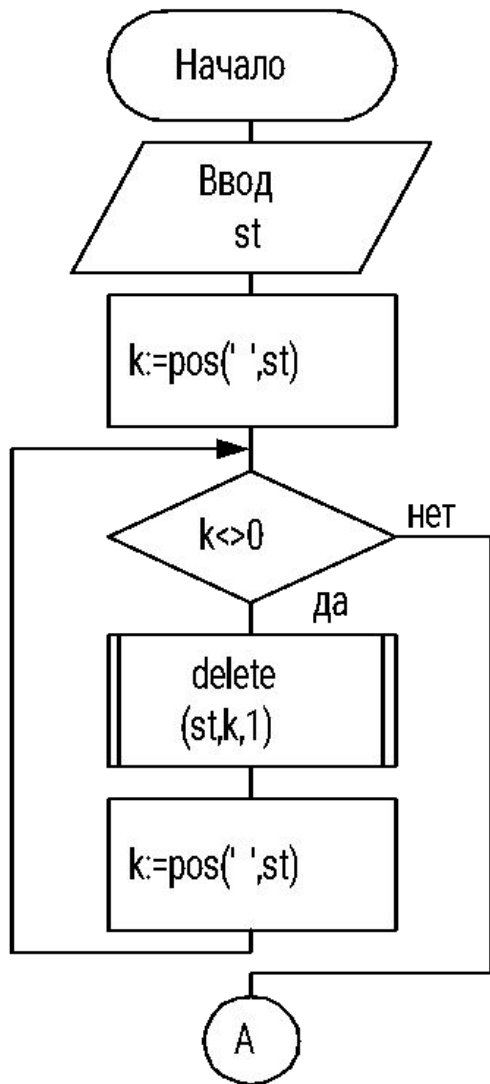 Начало
Ввод
st
k:=pos(' ',st)
k<>0
нет
да
delete
(st,k,1)
k:=pos(' ',st)
A